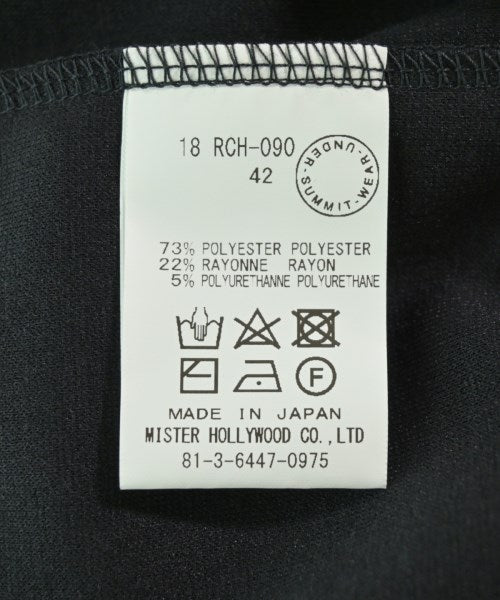 18 RCH-090
42
UNDER-SUMMIT-WEAR-
73% POLYESTER POLYESTER
22% RAYONNE RAYON
5% POLYURETHANNE POLYURETHANE
F
MADE IN JAPAN
MISTER HOLLYWOOD CO.,LTD
81-3-6447-0975